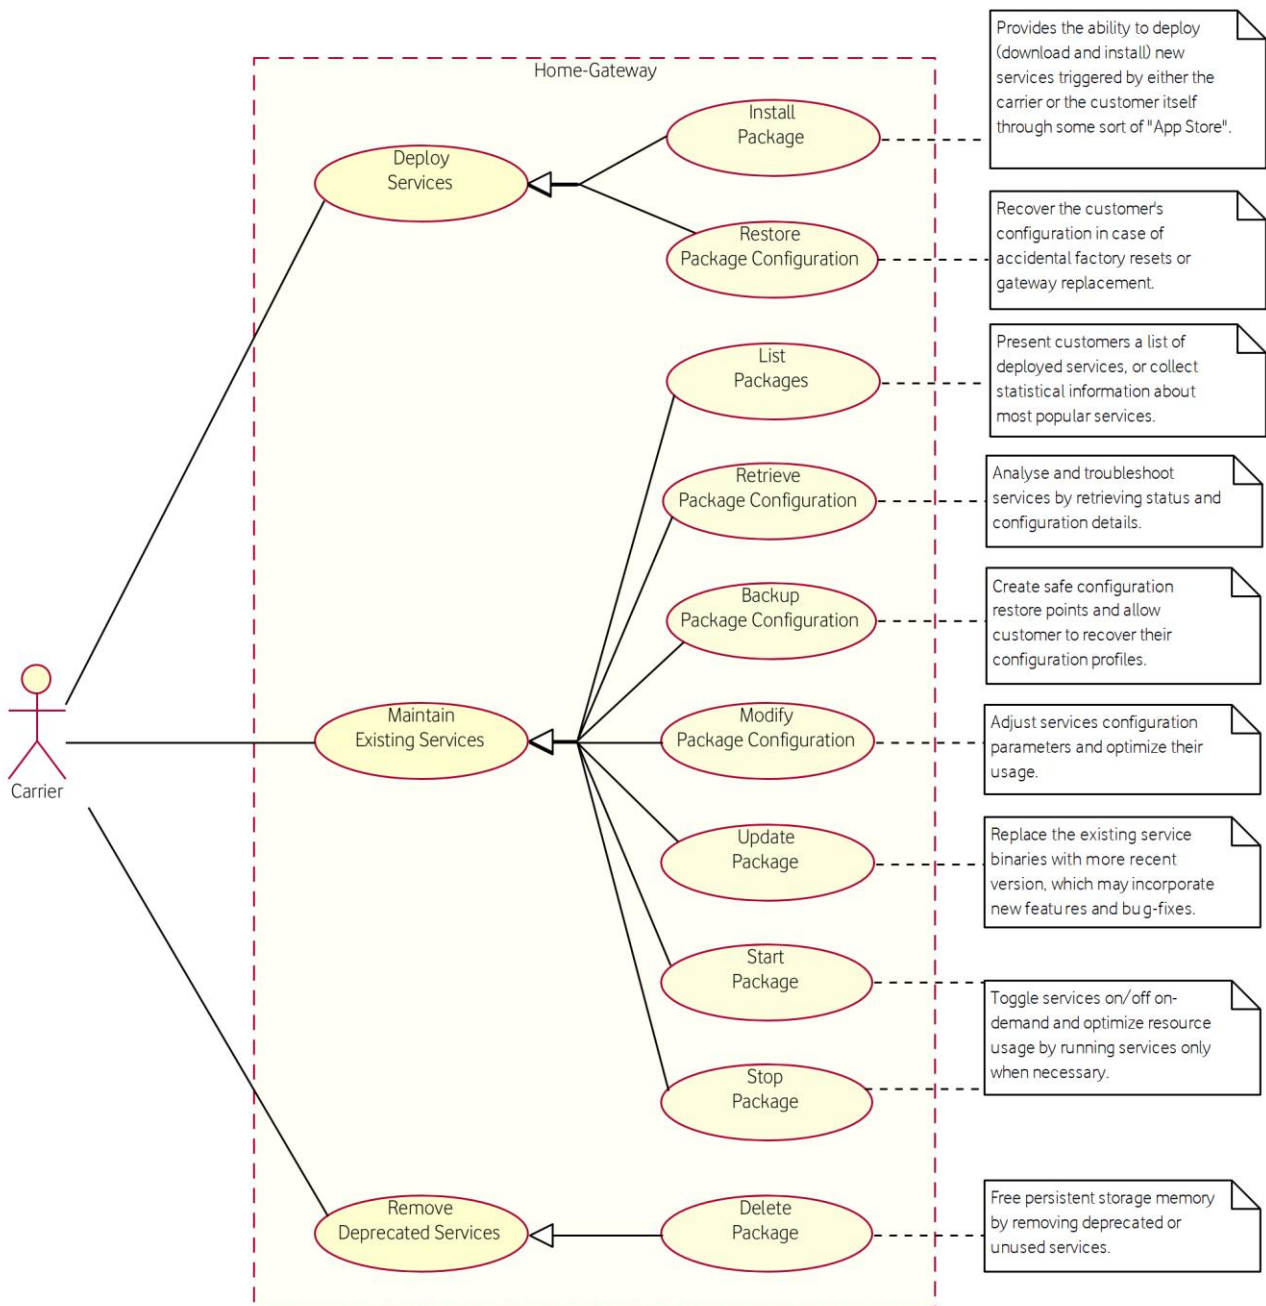 Home-Gateway
Deploy
Services
Install
Package
Provides the ability to deploy
(download and install) new
services triggered by either the
carrier or the customer itself
through some sort of "App Store".
Restore
Package Configuration
Recover the customer's
configuration in case of
accidental factory resets or
gateway replacement.
List
Packages
Present customers a list of
deployed services, or collect
statistical information about
most popular services.
Retrieve
Package Configuration
Analyse and troubleshoot
services by retrieving status and
configuration details.
Backup
Package Configuration
Create safe configuration
restore points and allow
customer to recover their
configuration profiles.
Carrier
Maintain
Existing Services
Modify
Package Configuration
Adjust services configuration
parameters and optimize their
usage.
Update
Package
Replace the existing service
binaries with more recent
version, which may incorporate
new features and bug-fixes.
Start
Package
Toggle services on/off on-
demand and optimize resource
usage by running services only
when necessary.
Stop
Package
Remove
Deprecated Services
Delete
Package
Free persistent storage memory
by removing deprecated or
unused services.